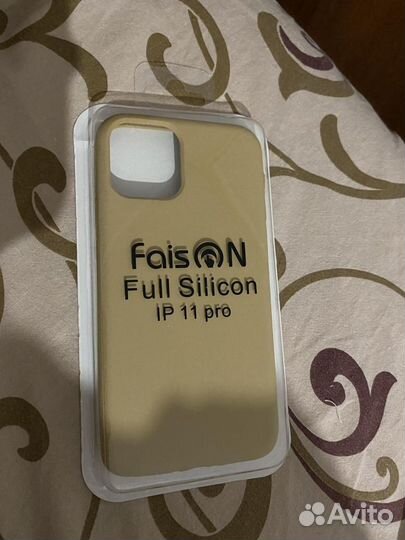 FaisON
Full Silicon
IP 11 pro
Avito